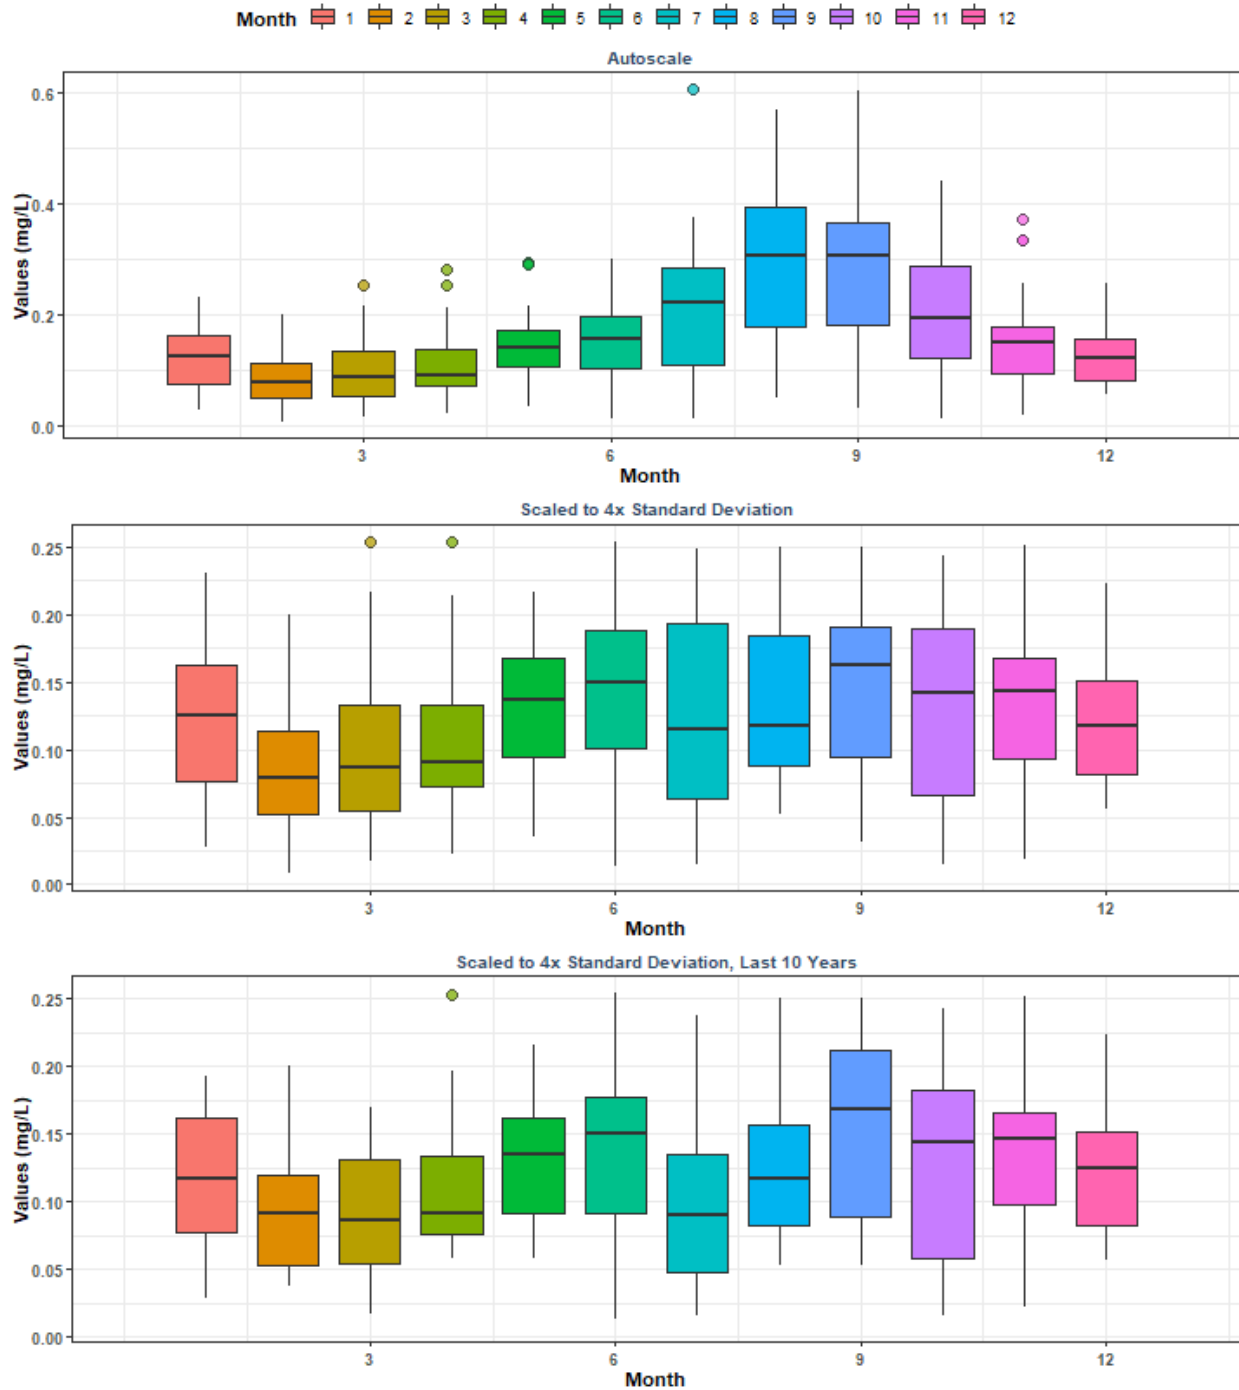 Month 1 2 3 4 5 6 7 8 9 10 11 12
Autoscale
Values (mg/L)
0.6
0.4
0.2
0.0
3 6 9 12
Month
Scaled to 4x Standard Deviation
Values (mg/L)
0.25
0.20
0.15
0.10
0.05
0.00
3 6 9 12
Month
Scaled to 4x Standard Deviation, Last 10 Years
Values (mg/L)
0.25
0.20
0.15
0.10
0.05
0.00
3 6 9 12
Month